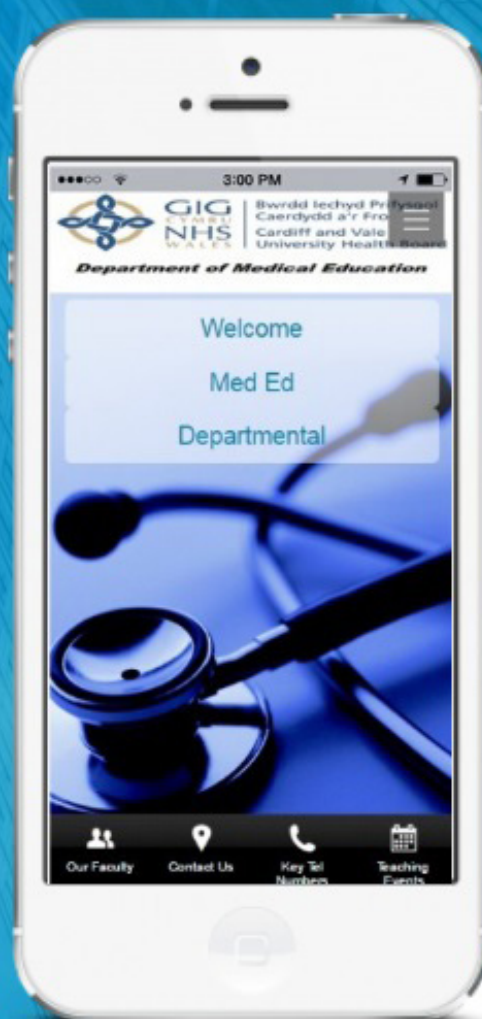 3:00 PM
GIG
CYMRU
NHS
WALES
Bwrdd Iechyd Prifysgol
Caerdydd a'r Fro
Cardiff and Vale
University Health Board
Department of Medical Education
Welcome
Med Ed
Departmental
Our Faculty
Contact Us
Key Tel
Numbers
Teaching
Events